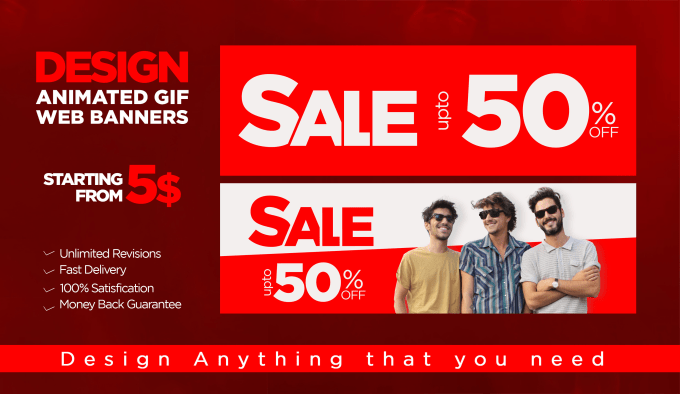 DESIGN
ANIMATED GIF
WEB BANNERS
STARTING
FROM 5$
Unlimited Revisions
Fast Delivery
100% Satisfication
Money Back Guarantee
SALE upto 50% OFF
SALE
upto 50% OFF
Design Anything that you need